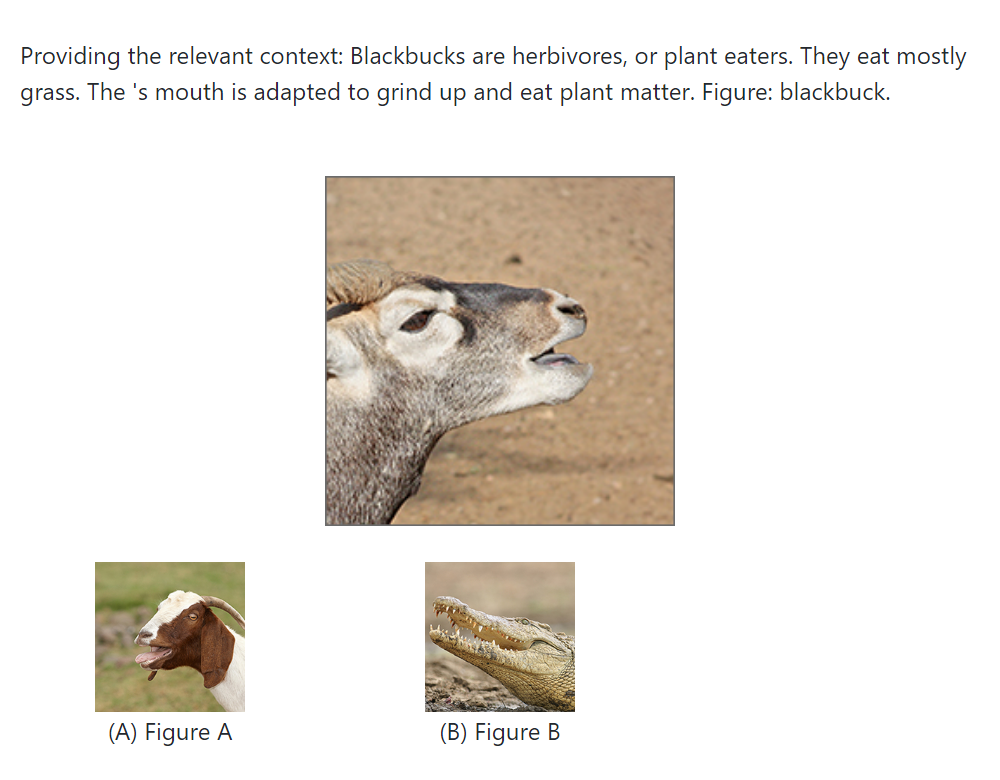 Providing the relevant context: Blackbucks are herbivores, or plant eaters. They eat mostly
grass. The 's mouth is adapted to grind up and eat plant matter. Figure: blackbuck.
(A) Figure A
(B) Figure B